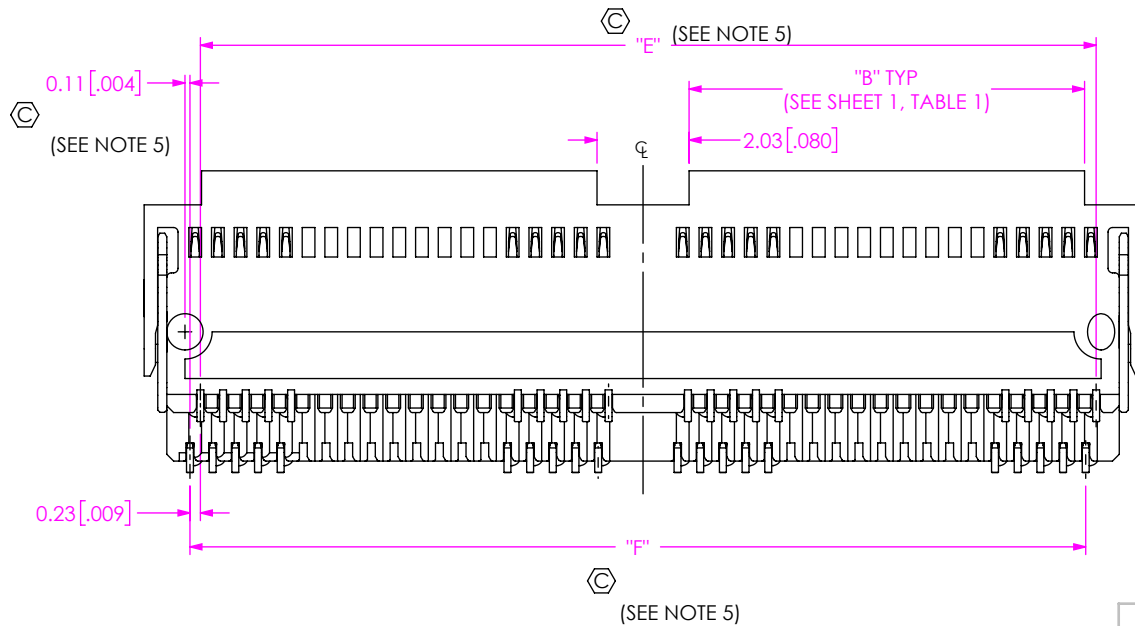 C
(SEE NOTE 5)
"E"
0.11[.004]
"B" TYP
(SEE SHEET 1, TABLE 1)
C
(SEE NOTE 5)
2.03[.080]
℄
0.23[.009]
"F"
C
(SEE NOTE 5)